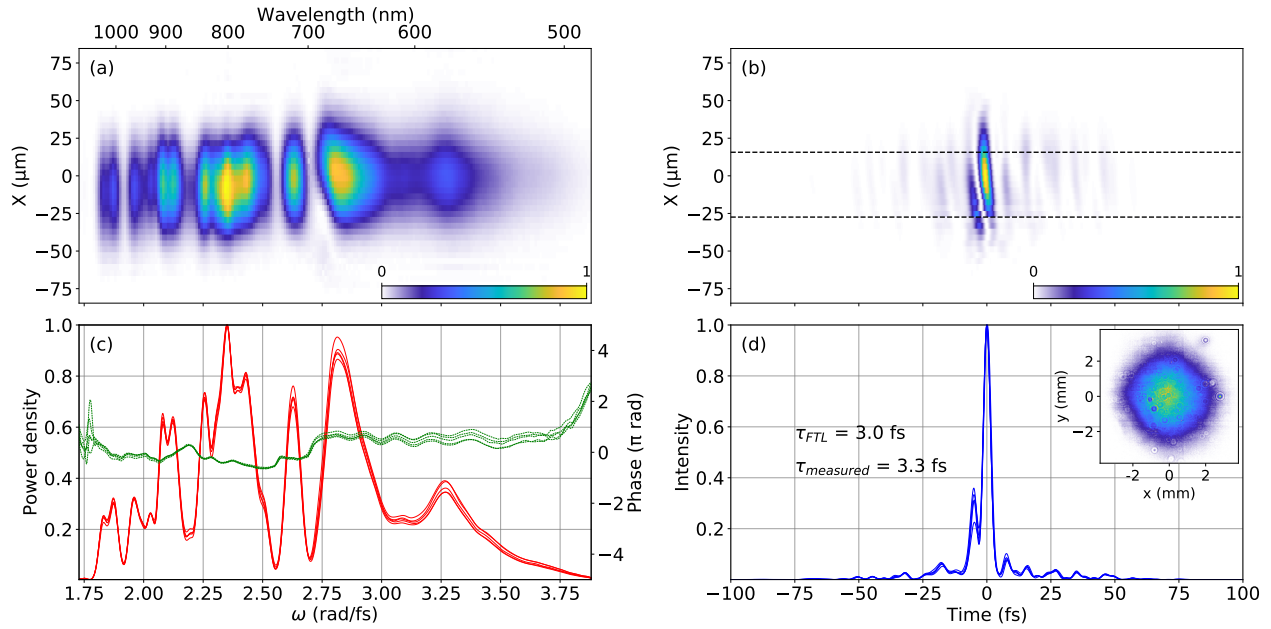 Wavelength (nm)
1000 900 800 700 600 500
(a)
X (μm)
75
50
25
0
−25
−50
−75
0 1
(b)
X (μm)
75
50
25
0
−25
−50
−75
0 1
(c)
Power density
1.0
0.8
0.6
0.4
0.2
Phase (π rad)
4
2
0
−2
−4
1.75 2.00 2.25 2.50 2.75 3.00 3.25 3.50 3.75
ω (rad/fs)
(d)
Intensity
1.0
0.8
0.6
0.4
0.2
τFTL = 3.0 fs
τmeasured = 3.3 fs
y (mm)
2
0
−2
−2 0 2
x (mm)
−100 −75 −50 −25 0 25 50 75 100
Time (fs)